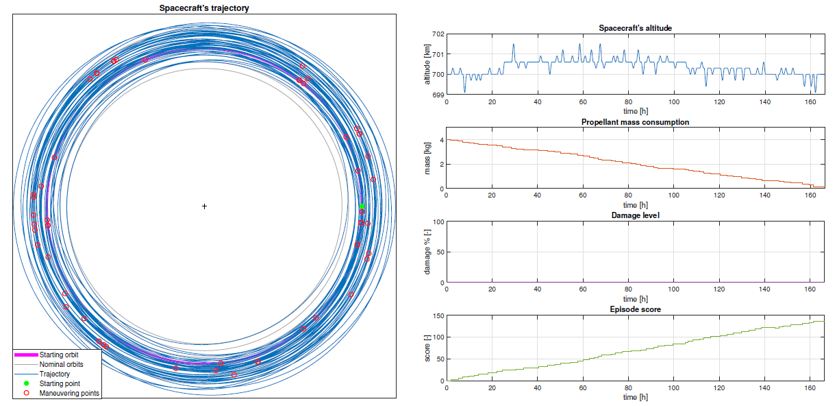 Spacecraft's trajectory
Starting orbit
Nominal orbits
Trajectory
Starting point
Maneuvering points
Spacecraft's altitude
altitude [km]
702
701
700
699
0 20 40 60 80 100 120 140 160
time [h]
Propellant mass consumption
mass [kg]
4
2
0
0 20 40 60 80 100 120 140 160
time [h]
Damage level
damage % [-]
100
50
0
0 20 40 60 80 100 120 140 160
time [h]
Episode score
score [-]
150
100
50
0
0 20 40 60 80 100 120 140 160
time [h]